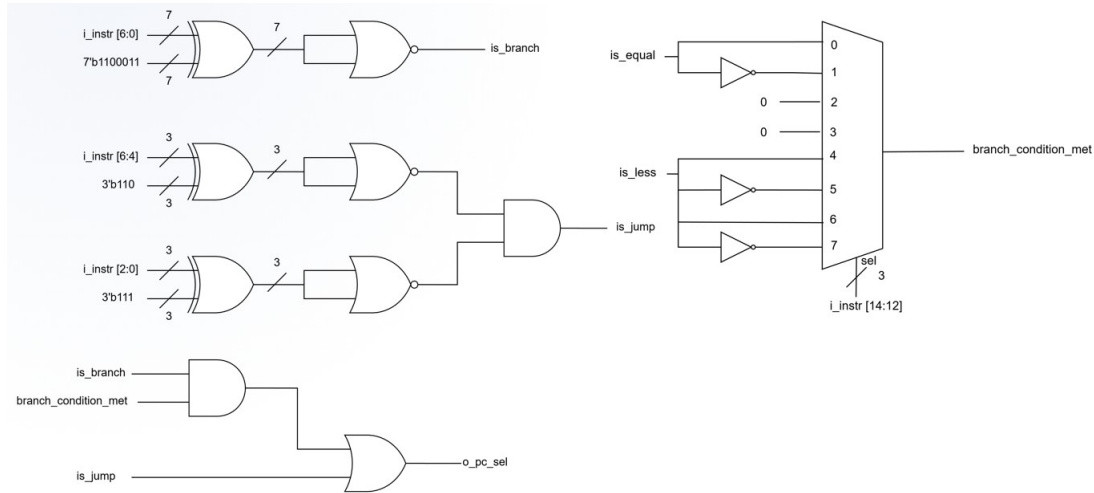 7
i_instr [6:0]
7
is_branch
7'b1100011
7
3
i_instr [6:4]
3
3'b110
3
is_jump
3
i_instr [2:0]
3
3'b111
3
is_equal
0
1
0
2
0
3
4
is_less
5
6
7
branch_condition_met
sel
3
i_instr [14:12]
is_branch
branch_condition_met
is_jump
o_pc_sel